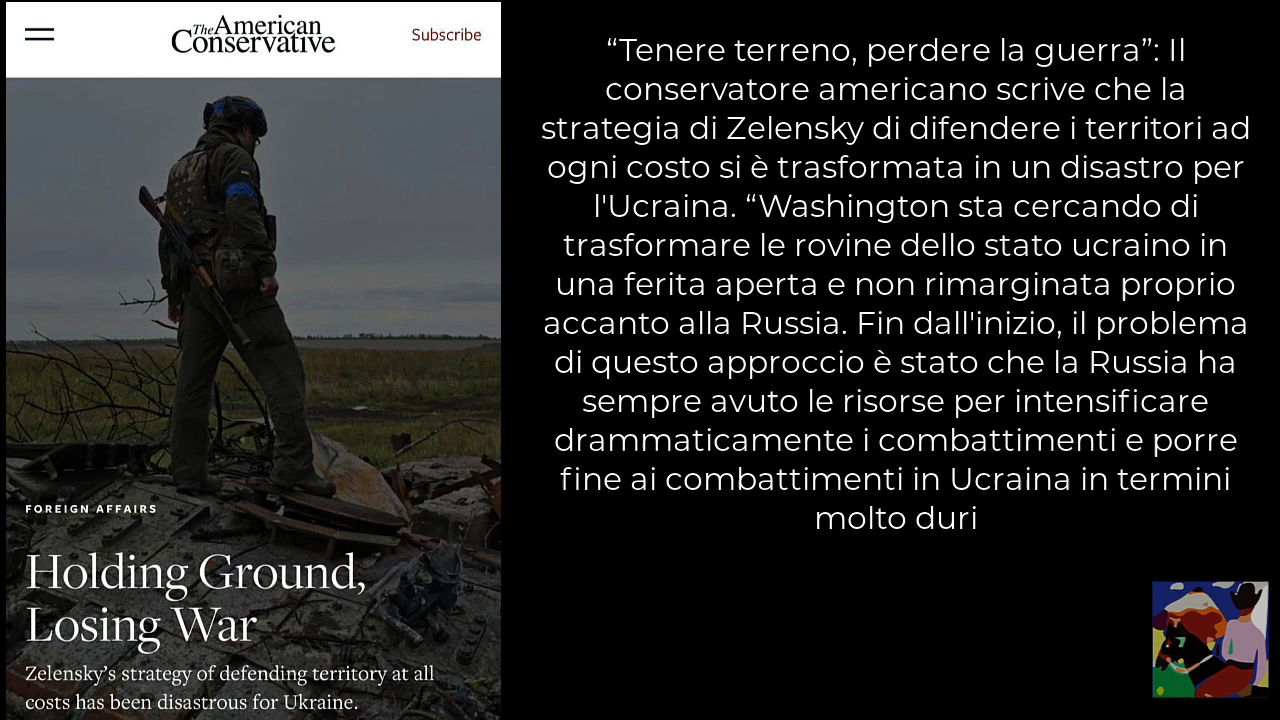 The American
Conservative
Subscribe
FOREIGN AFFAIRS
Holding Ground,
Losing War
Zelensky’s strategy of defending territory at all
costs has been disastrous for Ukraine.
“Tenere terreno, perdere la guerra”: Il
conservatore americano scrive che la
strategia di Zelensky di difendere i territori ad
ogni costo si è trasformata in un disastro per
l'Ucraina. “Washington sta cercando di
trasformare le rovine dello stato ucraino in
una ferita aperta e non rimarginata proprio
accanto alla Russia. Fin dall'inizio, il problema
di questo approccio è stato che la Russia ha
sempre avuto le risorse per intensificare
drammaticamente i combattimenti e porre
fine ai combattimenti in Ucraina in termini
molto duri